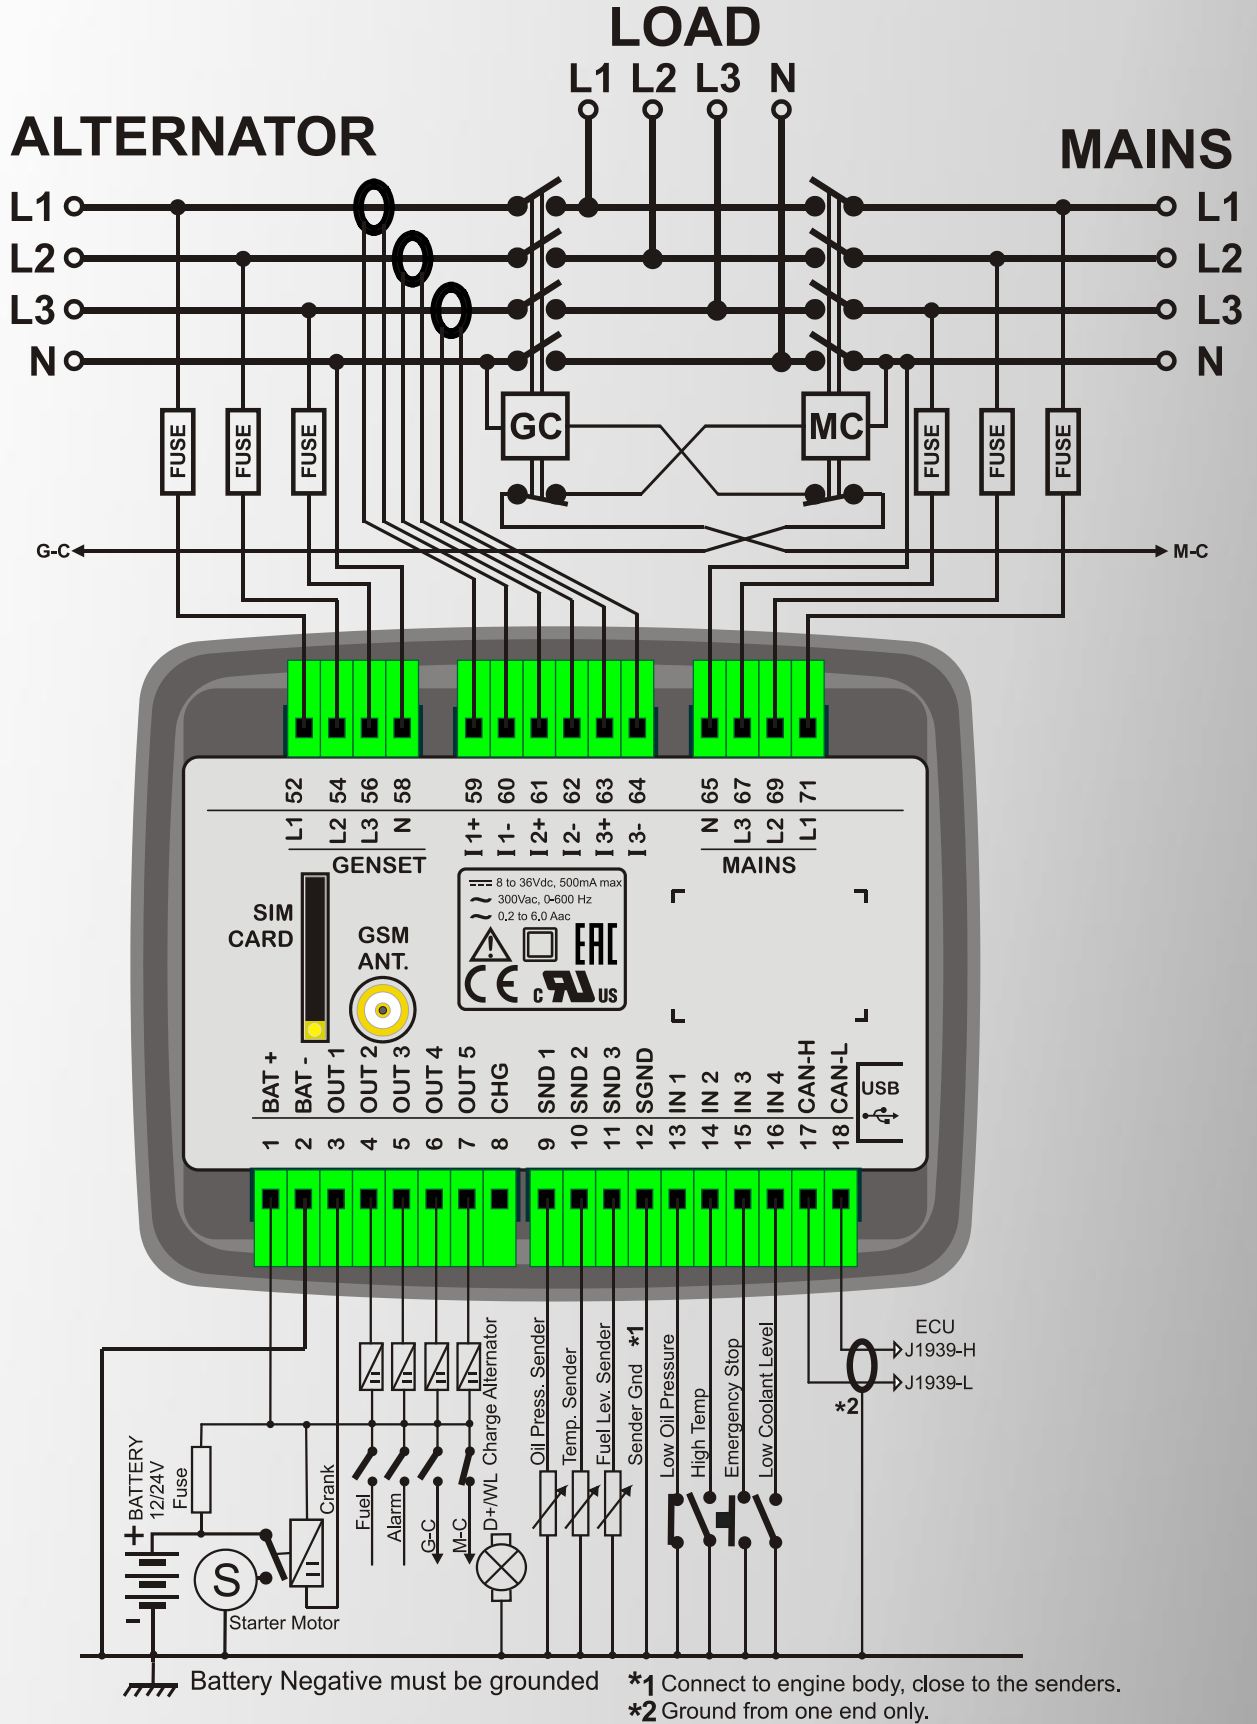 LOAD
L1 L2 L3 N
ALTERNATOR
MAINS
L1
L2
L3
N
L1
L2
L3
N
GC
MC
FUSE
FUSE
FUSE
FUSE
FUSE
FUSE
G-C
M-C
52 54 56 58 59 60 61 62 63 64 65 67 69 71
L1 L2 L3 N I1+ I1- I2+ I2- I3+ I3- N L3 L2 L1
GENSET
MAINS
8 to 36Vdc, 500mA max
300Vac, 0-600 Hz
0.2 to 6.0 Aac
EAC
CE
C RU US
SIM
CARD
GSM
ANT.
BAT + BAT - OUT 1 OUT 2 OUT 3 OUT 4 OUT 5 CHG SND 1 SND 2 SND 3 SGND IN 1 IN 2 IN 3 IN 4 CAN-H CAN-L
USB
1 2 3 4 5 6 7 8 9 10 11 12 13 14 15 16 17 18
ECU
J1939-H
J1939-L
*2
*1
Charge Alternator
D+/WL
Oil Press. Sender
Temp. Sender
Fuel Lev. Sender
Sender Gnd
Low Oil Pressure
High Temp
Emergency Stop
Low Coolant Level
BATTERY
12/24V
Fuse
Crank
Fuel
Alarm
G-C
M-C
+
-
S
Starter Motor
Battery Negative must be grounded
*1 Connect to engine body, close to the senders.
*2 Ground from one end only.